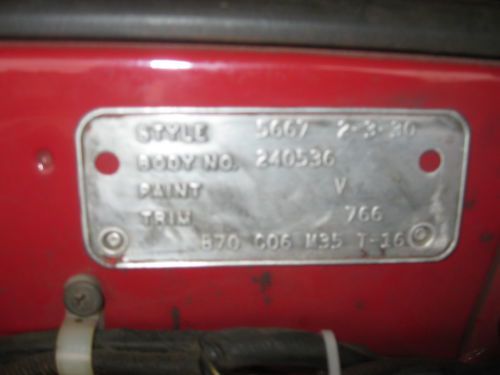 STYLE 5667 2-3-30
BODY NO. 240536
PAINT V
TRIM 766
B70 C06 M35 T-16